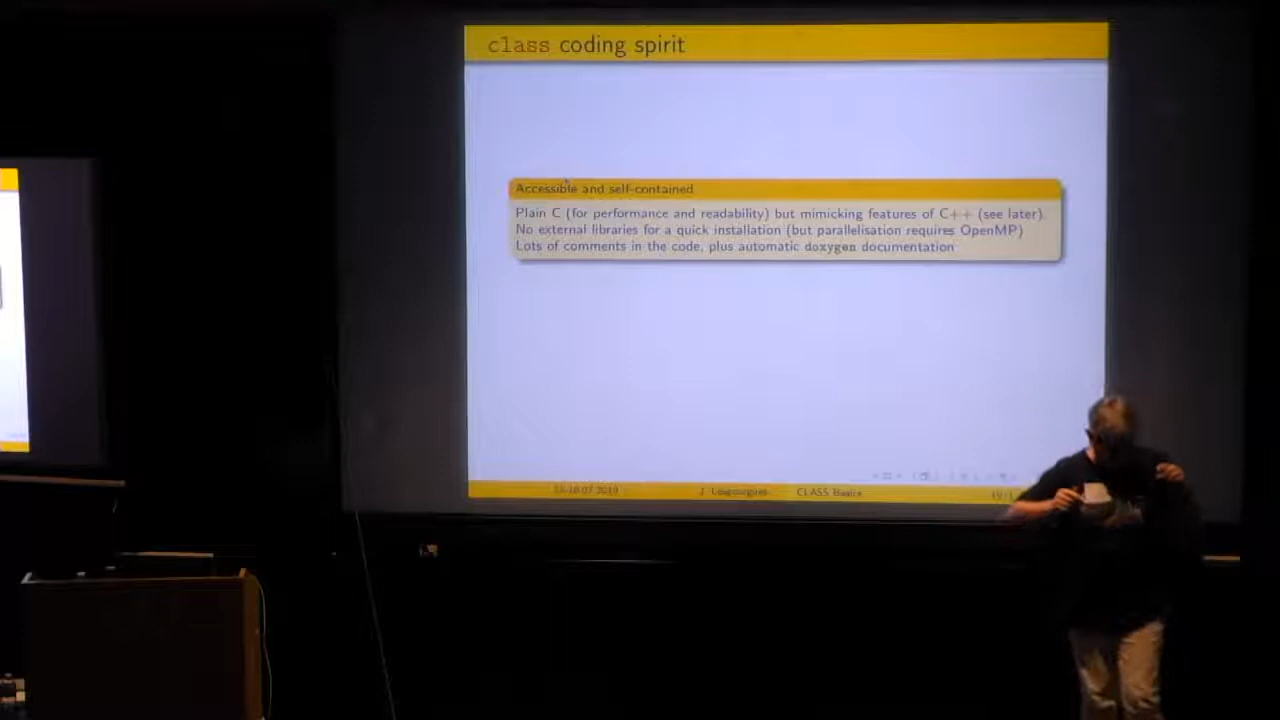 class coding spirit
Accessible and self-contained
Plain C (for performance and readability) but mimicking features of C++ (see later).
No external libraries for a quick installation (but parallelisation requires OpenMP)
Lots of comments in the code, plus automatic doxygen documentation
J. Lesgourgues CLASS Basics